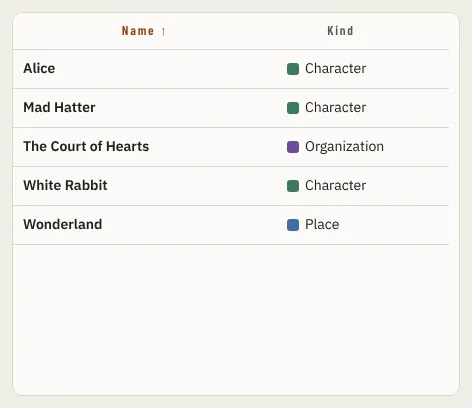 Name ↑ Kind
Alice Character
Mad Hatter Character
The Court of Hearts Organization
White Rabbit Character
Wonderland Place